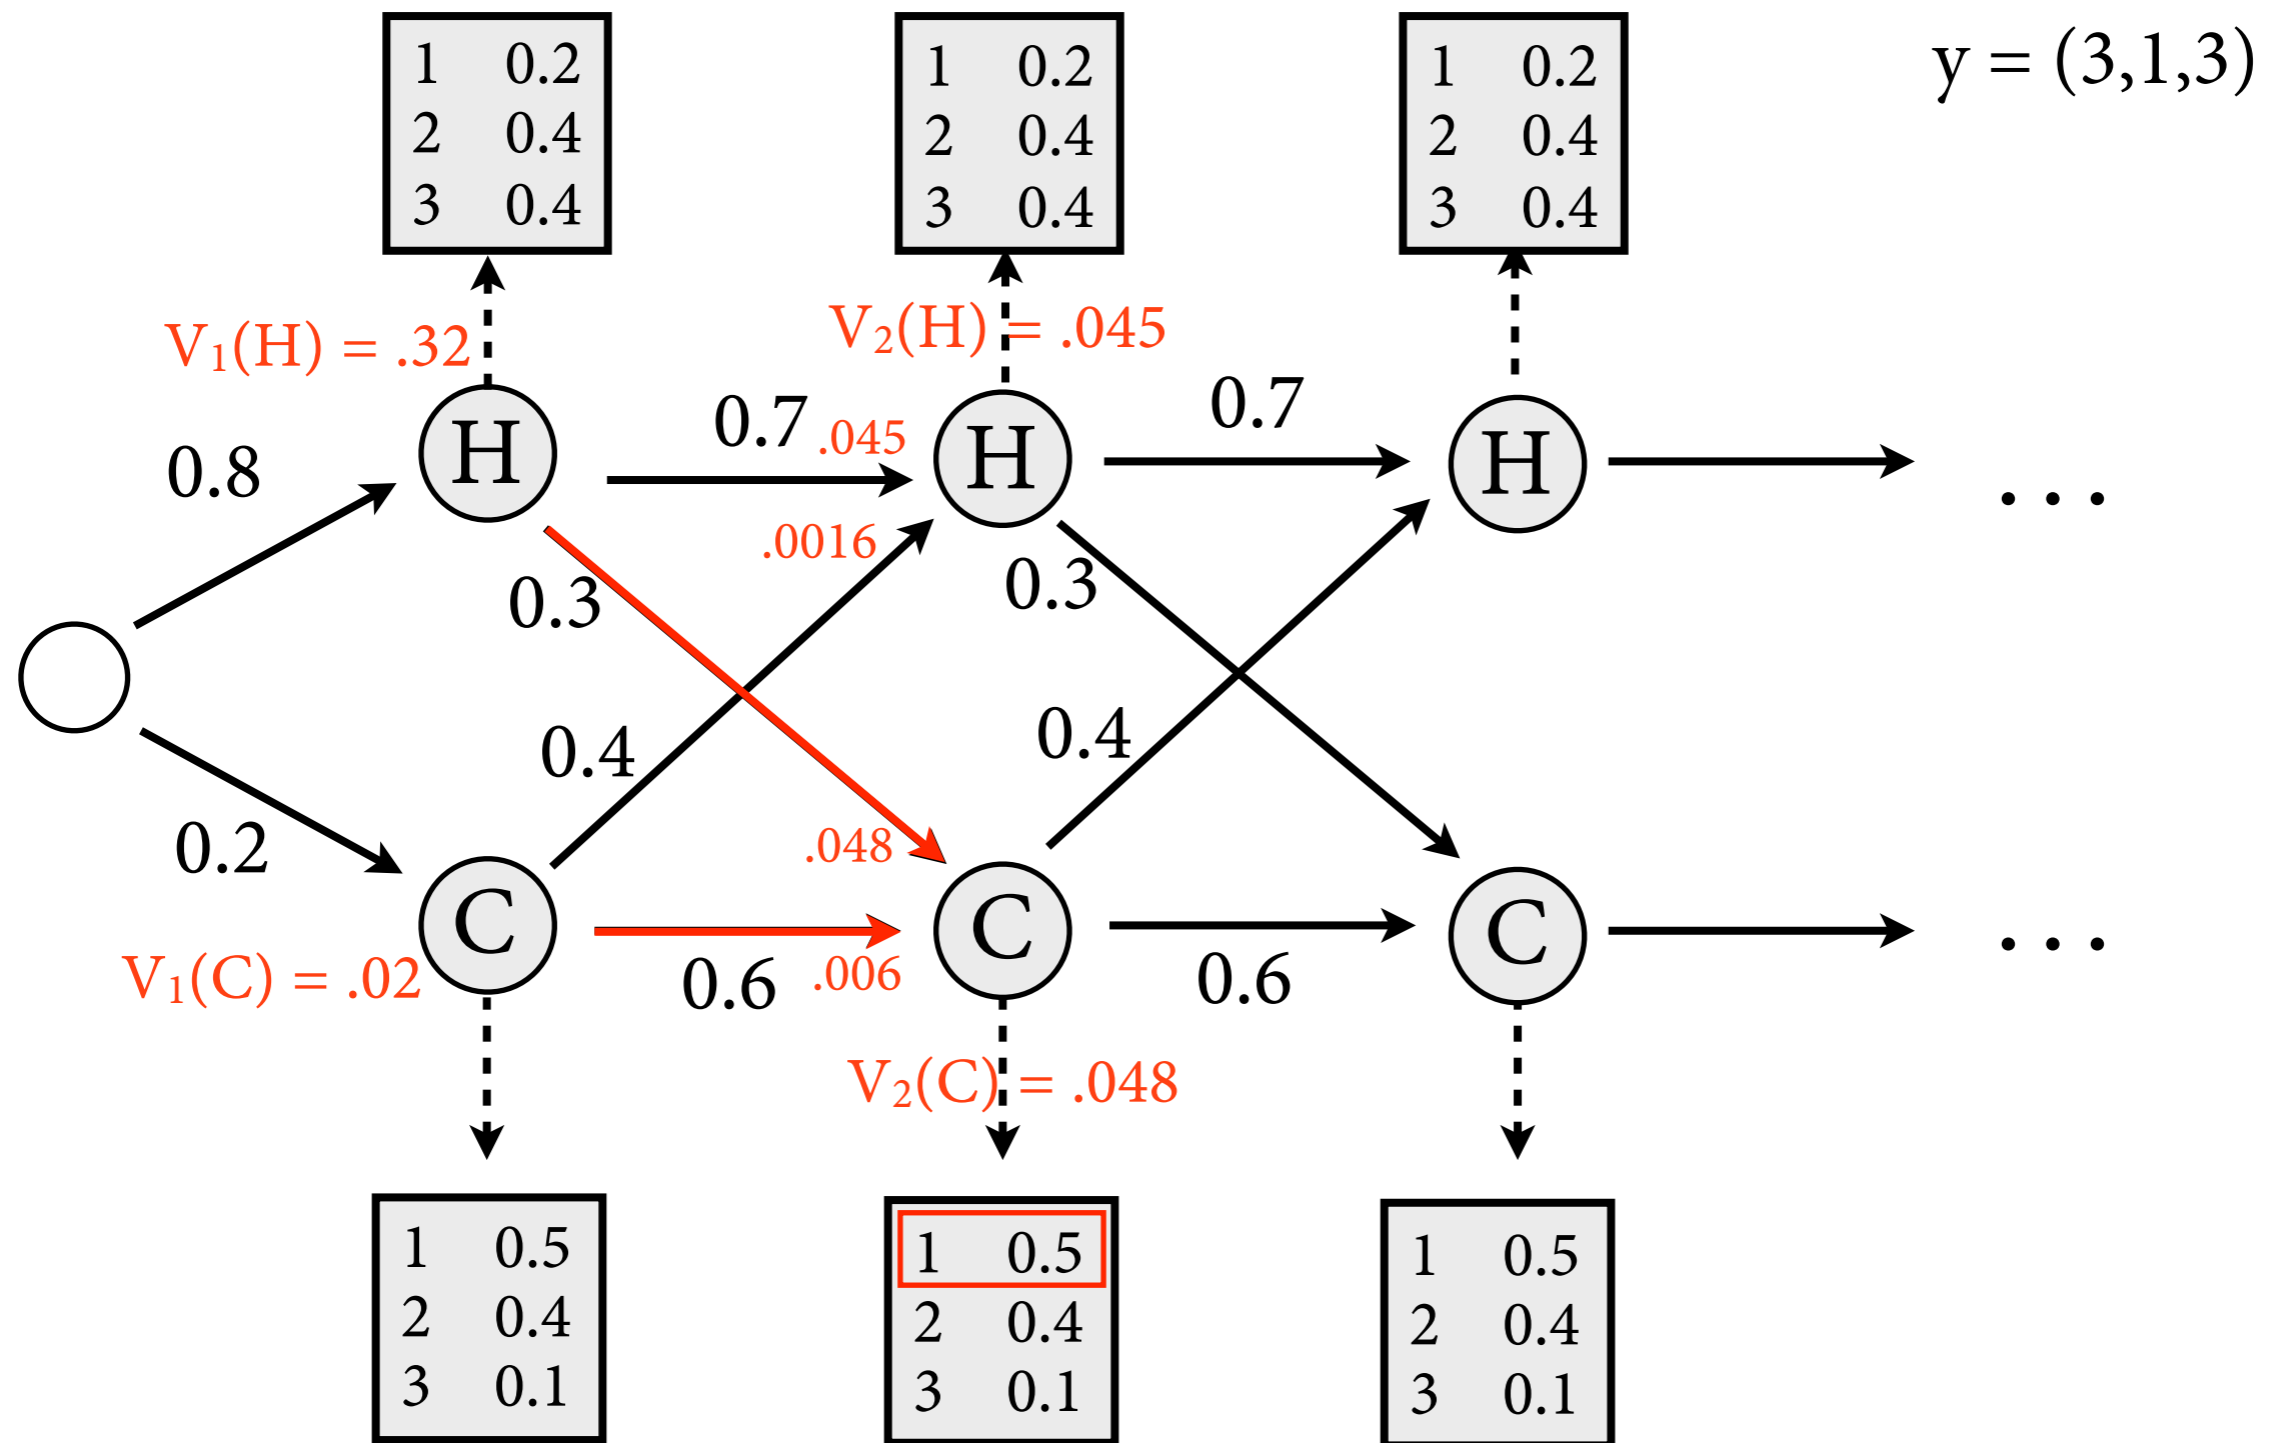 y = (3,1,3)
1 0.2
2 0.4
3 0.4
1 0.2
2 0.4
3 0.4
1 0.2
2 0.4
3 0.4
V₁(H) = .32
V₂(H) = .045
0.8
H
0.7 .045
H
0.7
H
. . .
.0016
0.3
0.3
0.4
0.4
0.2
.048
C
C
C
. . .
V₁(C) = .02
0.6 .006
0.6
V₂(C) = .048
1 0.5
2 0.4
3 0.1
1 0.5
2 0.4
3 0.1
1 0.5
2 0.4
3 0.1